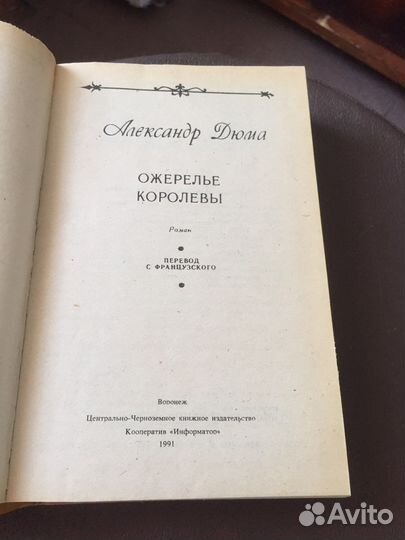 Александр Дюма
ОЖЕРЕЛЬЕ
КОРОЛЕВЫ
Роман
ПЕРЕВОД
С ФРАНЦУЗСКОГО
Воронеж
Центрально-Черноземное книжное издательство
Кооператив «Информатор»
1991
Avito